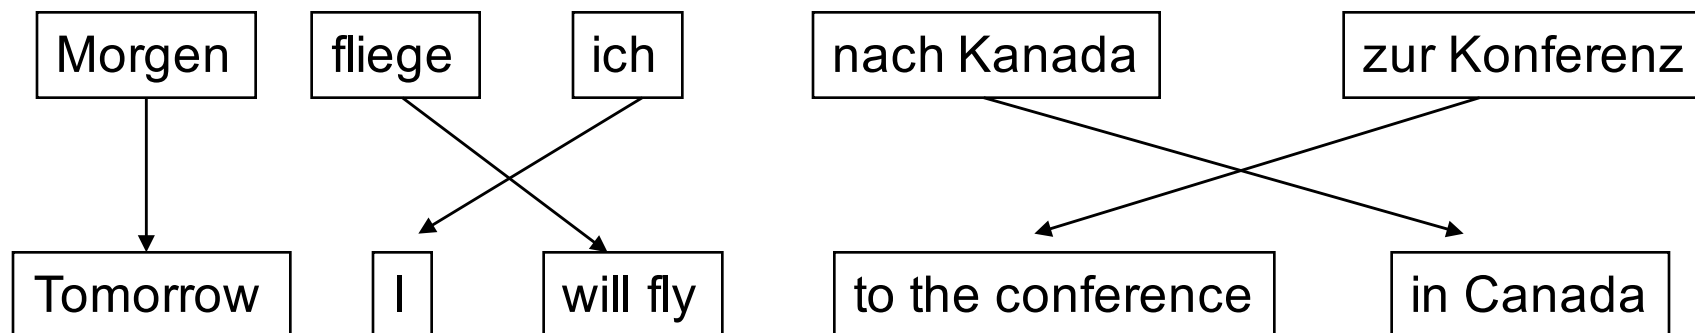 Morgen fliege ich nach Kanada zur Konferenz
Tomorrow I will fly to the conference in Canada